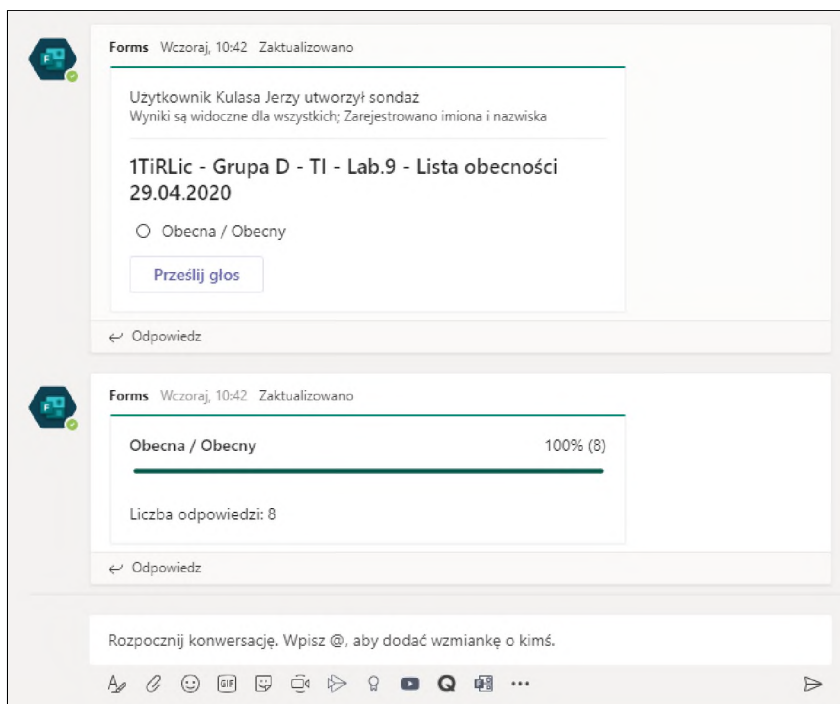 Forms Wczoraj, 10:42 Zaktualizowano
Użytkownik Kulasa Jerzy utworzył sondaż
Wyniki są widoczne dla wszystkich; Zarejestrowano imiona i nazwiska
1TiRLic - Grupa D - TI - Lab.9 - Lista obecności
29.04.2020
Obecna / Obecny
Prześlij głos
Odpowiedz
Forms Wczoraj, 10:42 Zaktualizowano
Obecna / Obecny 100% (8)
Liczba odpowiedzi: 8
Odpowiedz
Rozpocznij konwersację. Wpisz @, aby dodać wzmiankę o kimś.
GIF